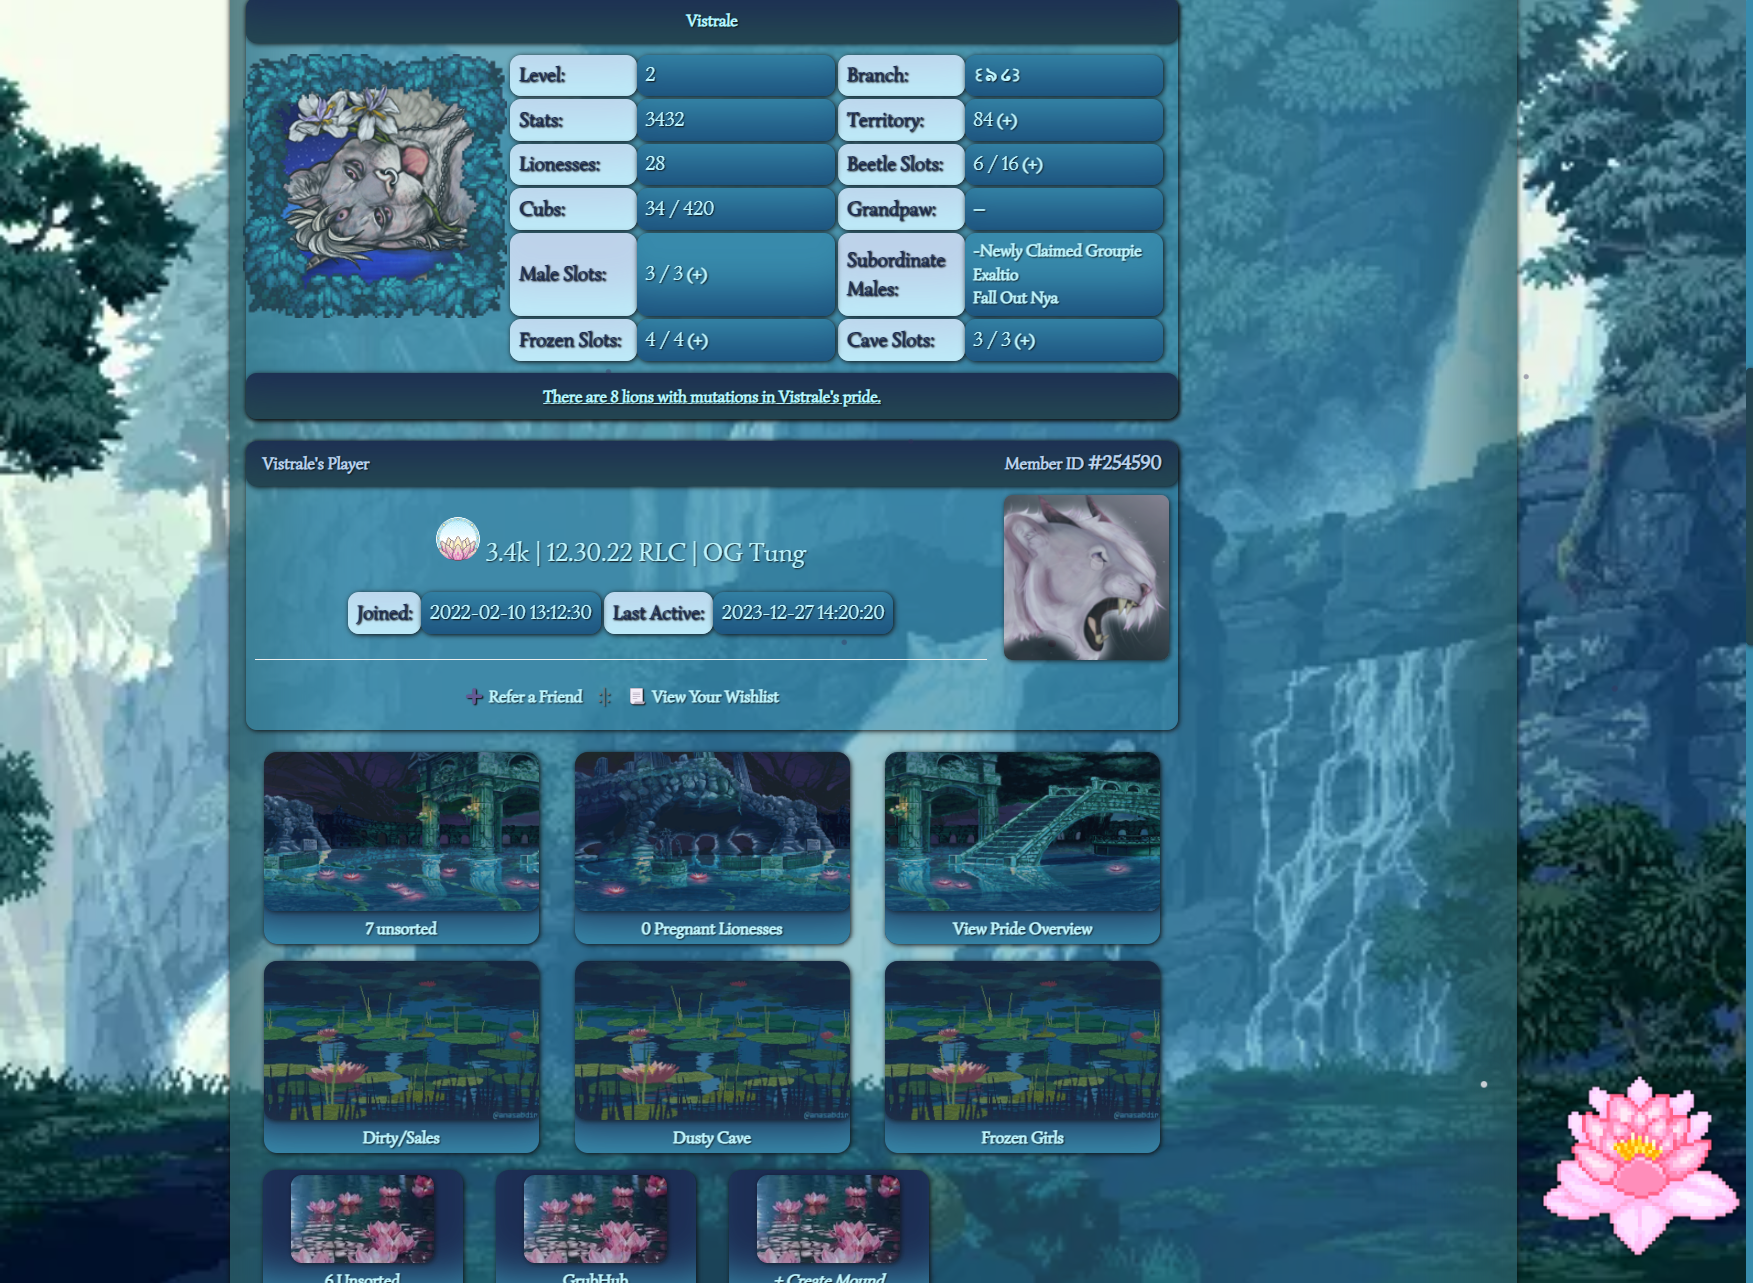 Vistrale
Level: 2 Branch: ६९८३
Stats: 3432 Territory: 84 (+)
Lionesses: 28 Beetle Slots: 6 / 16 (+)
Cubs: 34 / 420 Grandpaw: –
Male Slots: 3 / 3 (+) Subordinate Males: -Newly Claimed Groupie
Exaltio
Fall Out Nya
Frozen Slots: 4 / 4 (+) Cave Slots: 3 / 3 (+)
There are 8 lions with mutations in Vistrale's pride.
Vistrale's Player Member ID #254590
3.4k | 12.30.22 RLC | OG Tung
Joined: 2022-02-10 13:12:30 Last Active: 2023-12-27 14:20:20
Refer a Friend View Your Wishlist
7 unsorted 0 Pregnant Lionesses View Pride Overview
@anasabdin @anasabdin @anasabdin
Dirty/Sales Dusty Cave Frozen Girls
6 Unsorted GrubHub + Create Mound